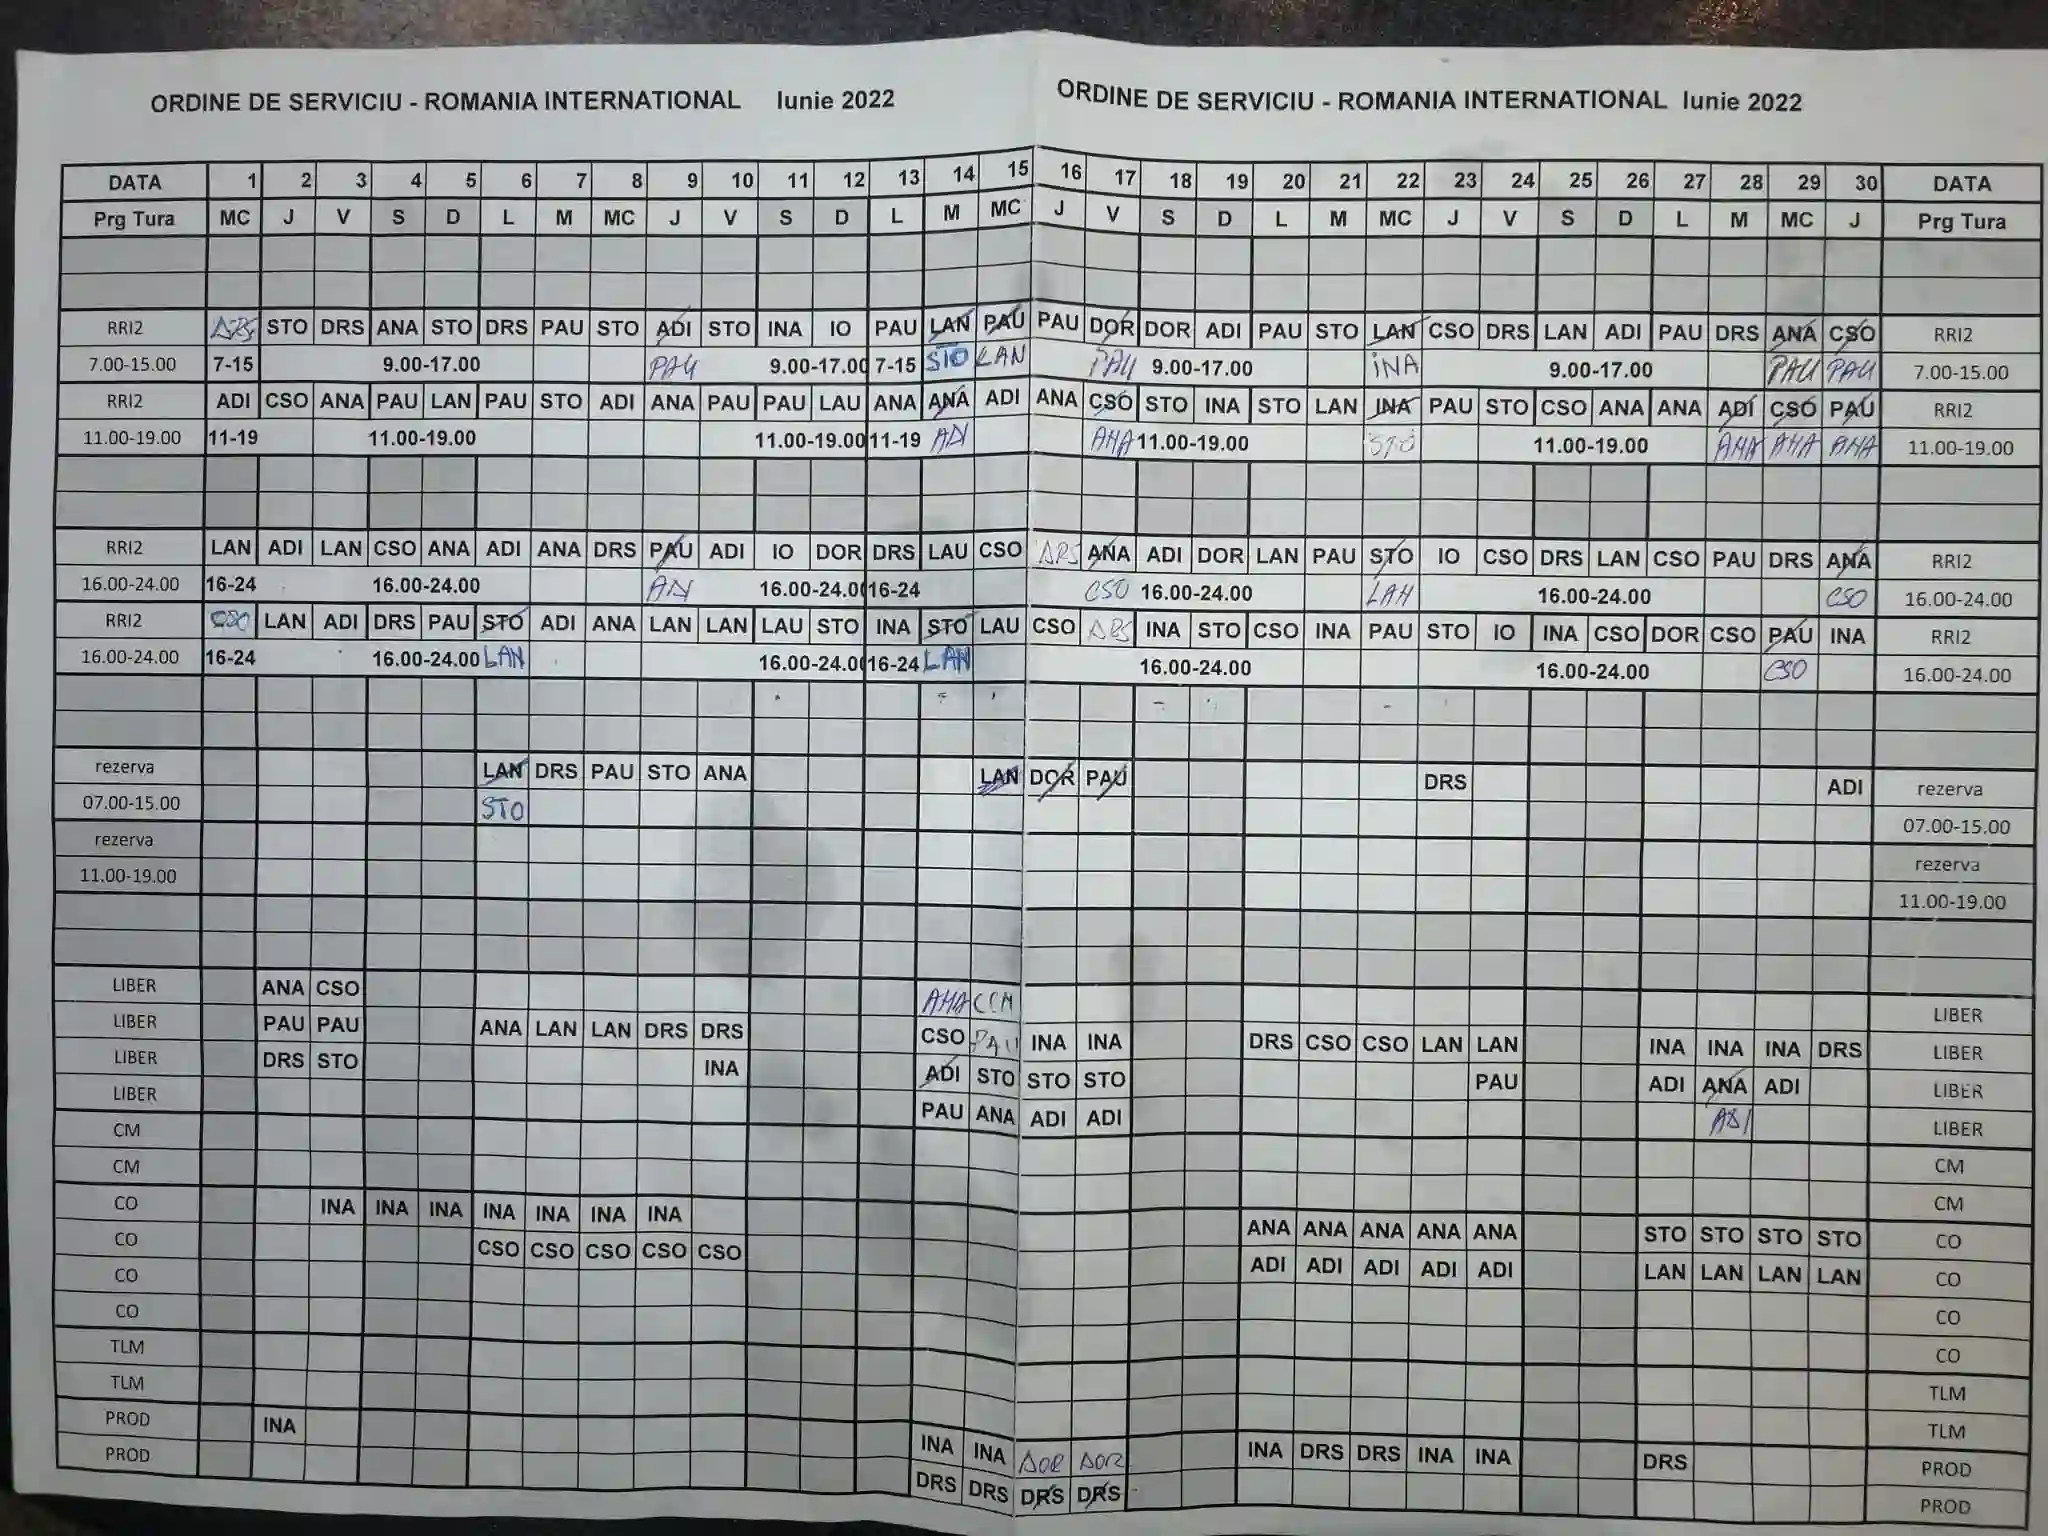 ORDINE DE SERVICIU - ROMANIA INTERNATIONAL Iunie 2022 ORDINE DE SERVICIU - ROMANIA INTERNATIONAL Iunie 2022
DATA 1 2 3 4 5 6 7 8 9 10 11 12 13 14 15 16 17 18 19 20 21 22 23 24 25 26 27 28 29 30 DATA
Prg Tura MC J V S D L M MC J V S D L M MC J V S D L M MC J V S D L M MC J Prg Tura
RRI2 DRS STO DRS ANA STO DRS PAU STO ADI STO INA IO PAU LAN PAU PAU DOR DOR ADI PAU STO LAN CSO DRS LAN ADI PAU DRS ANA CSO RRI2
7.00-15.00 7-15 9.00-17.00 PAU 9.00-17.00 7-15 STO LAN PAU 9.00-17.00 INA 9.00-17.00 PAU PAU 7.00-15.00
RRI2 ADI CSO ANA PAU LAN PAU STO ADI ANA PAU PAU LAU ANA ANA ADI ANA CSO STO INA STO LAN INA PAU STO CSO ANA ANA ADI CSO PAU RRI2
11.00-19.00 11-19 11.00-19.00 11.00-19.00 11-19 ADI ANA 11.00-19.00 STO 11.00-19.00 ANA ANA ANA 11.00-19.00
RRI2 LAN ADI LAN CSO ANA ADI ANA DRS PAU ADI IO DOR DRS LAU CSO DRS ANA ADI DOR LAN PAU STO IO CSO DRS LAN CSO PAU DRS ANA RRI2
16.00-24.00 16-24 16.00-24.00 ADI 16.00-24.00 16-24 CSO 16.00-24.00 LAN 16.00-24.00 CSO 16.00-24.00
RRI2 CSO LAN ADI DRS PAU STO ADI ANA LAN LAN LAU STO INA STO LAU CSO DRS INA STO CSO INA PAU STO IO INA CSO DOR CSO PAU INA RRI2
16.00-24.00 16-24 16.00-24.00 LAN 16.00-24.00 16-24 LAN 16.00-24.00 16.00-24.00 CSO 16.00-24.00
rezerva LAN DRS PAU STO ANA LAN DOR PAU DRS ADI rezerva
07.00-15.00 STO 07.00-15.00
rezerva rezerva
11.00-19.00 11.00-19.00
LIBER ANA CSO ANA LIBER
LIBER PAU PAU ANA LAN LAN DRS DRS CSO PAU INA INA DRS CSO CSO LAN LAN INA INA INA DRS LIBER
LIBER DRS STO INA ADI STO STO STO PAU ADI ANA ADI LIBER
LIBER PAU ANA ADI ADI ADI LIBER
CM CM
CM CM
CO INA INA INA INA INA INA INA ANA ANA ANA ANA ANA STO STO STO STO CO
CO CSO CSO CSO CSO CSO ADI ADI ADI ADI ADI LAN LAN LAN LAN CO
CO CO
CO CO
TLM TLM
TLM TLM
PROD INA INA INA DOR DOR INA DRS DRS INA INA DRS PROD
PROD DRS DRS DRS DRS PROD